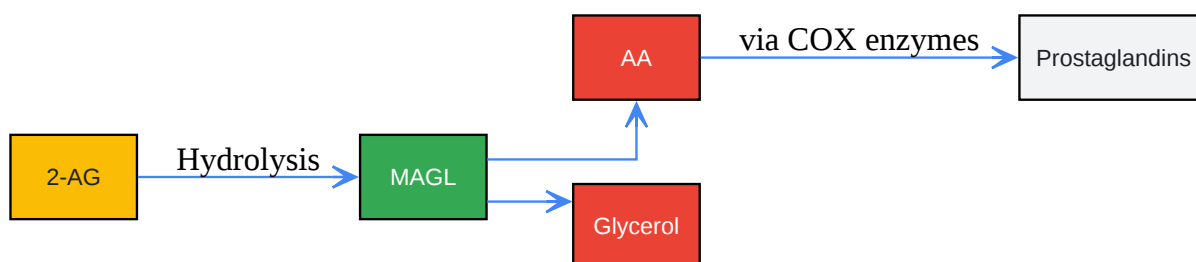 2-AG
Hydrolysis
MAGL
AA
via COX enzymes
Prostaglandins
Glycerol